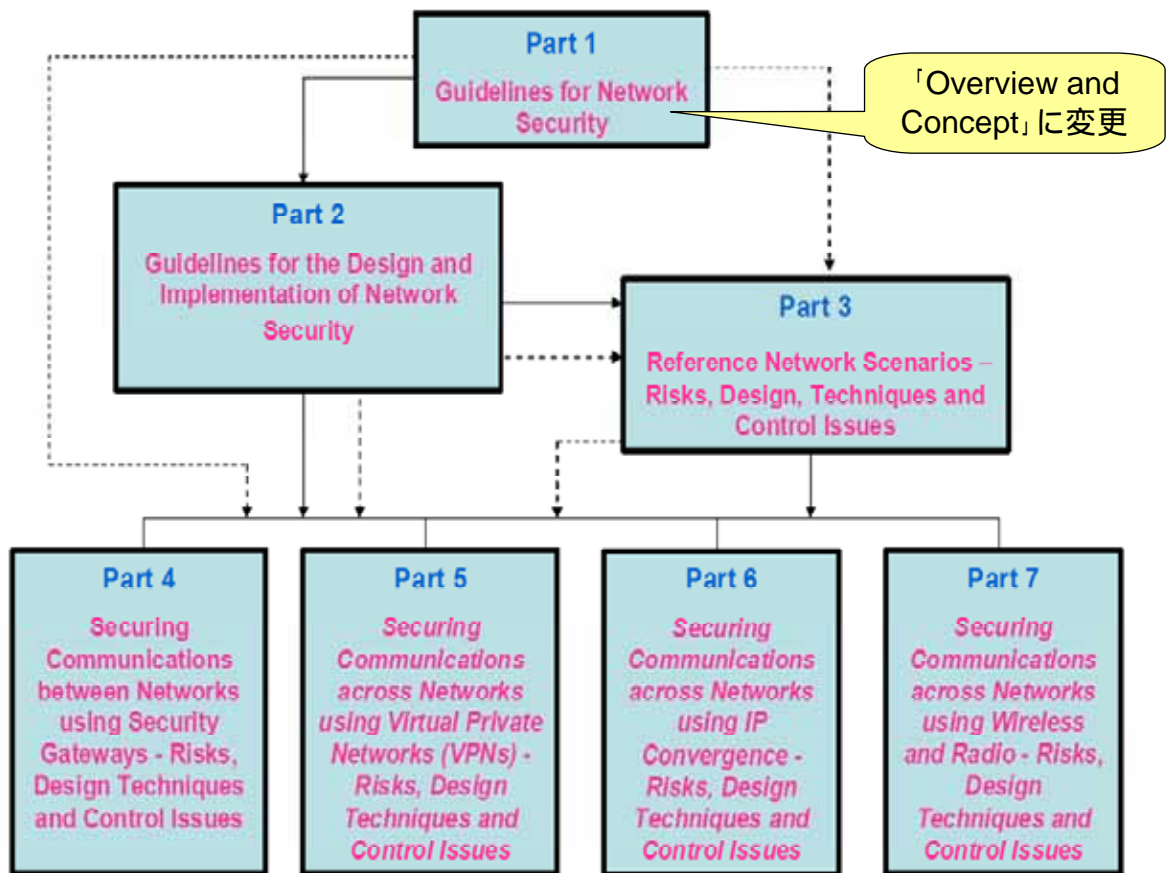 Part 1
Guidelines for Network
Security
「Overview and
Concept」に変更
Part 2
Guidelines for the Design and
Implementation of Network
Security
Part 3
Reference Network Scenarios –
Risks, Design, Techniques and
Control Issues
Part 4
Securing
Communications
between Networks
using Security
Gateways - Risks,
Design Techniques
and Control Issues
Part 5
Securing
Communications
across Networks
using Virtual Private
Networks (VPNs) -
Risks, Design
Techniques and
Control Issues
Part 6
Securing
Communications
across Networks
using IP
Convergence -
Risks, Design
Techniques and
Control Issues
Part 7
Securing
Communications
across Networks
using Wireless
and Radio - Risks,
Design
Techniques and
Control Issues